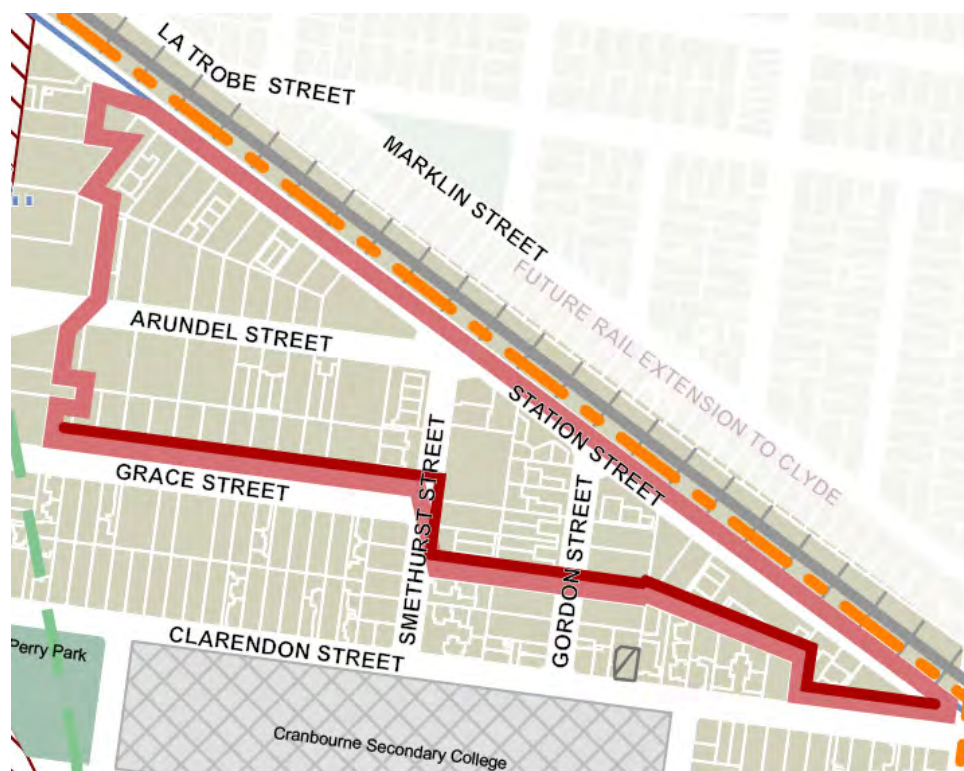 LA TROBE STREET
MARKLIN STREET
FUTURE RAIL EXTENSION TO CLYDE
ARUNDEL STREET
STATION STREET
GRACE STREET
SMETHURST STREET
GORDON STREET
CLARENDON STREET
Perry Park
Cranbourne Secondary College